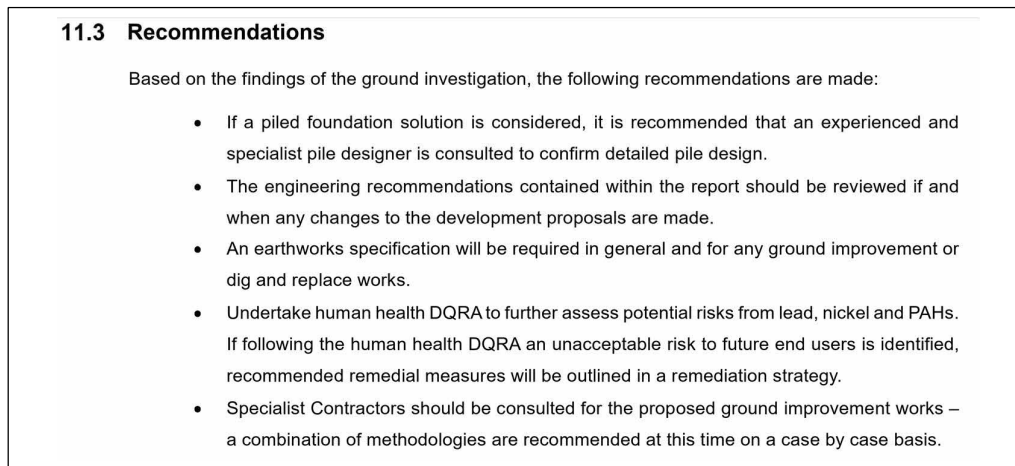 11.3 Recommendations
Based on the findings of the ground investigation, the following recommendations are made:
• If a piled foundation solution is considered, it is recommended that an experienced and
specialist pile designer is consulted to confirm detailed pile design.
• The engineering recommendations contained within the report should be reviewed if and
when any changes to the development proposals are made.
• An earthworks specification will be required in general and for any ground improvement or
dig and replace works.
• Undertake human health DQRA to further assess potential risks from lead, nickel and PAHs.
If following the human health DQRA an unacceptable risk to future end users is identified,
recommended remedial measures will be outlined in a remediation strategy.
• Specialist Contractors should be consulted for the proposed ground improvement works –
a combination of methodologies are recommended at this time on a case by case basis.